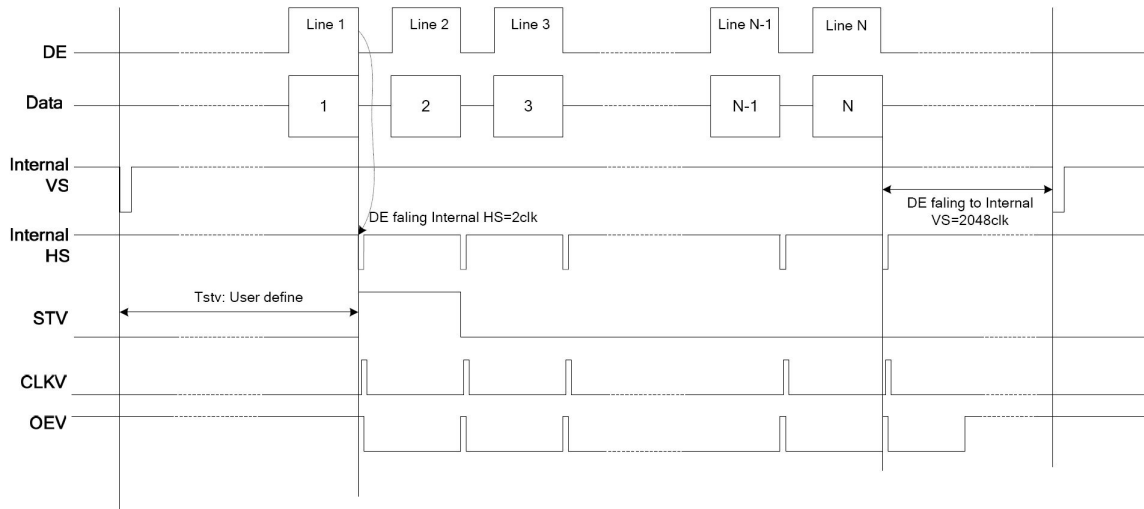 Line 1
Line 2
Line 3
Line N-1
Line N
DE
Data
1
2
3
N-1
N
Internal
VS
DE faling to Internal
VS=2048clk
DE faling Internal HS=2clk
Internal
HS
Tstv: User define
STV
CLKV
OEV